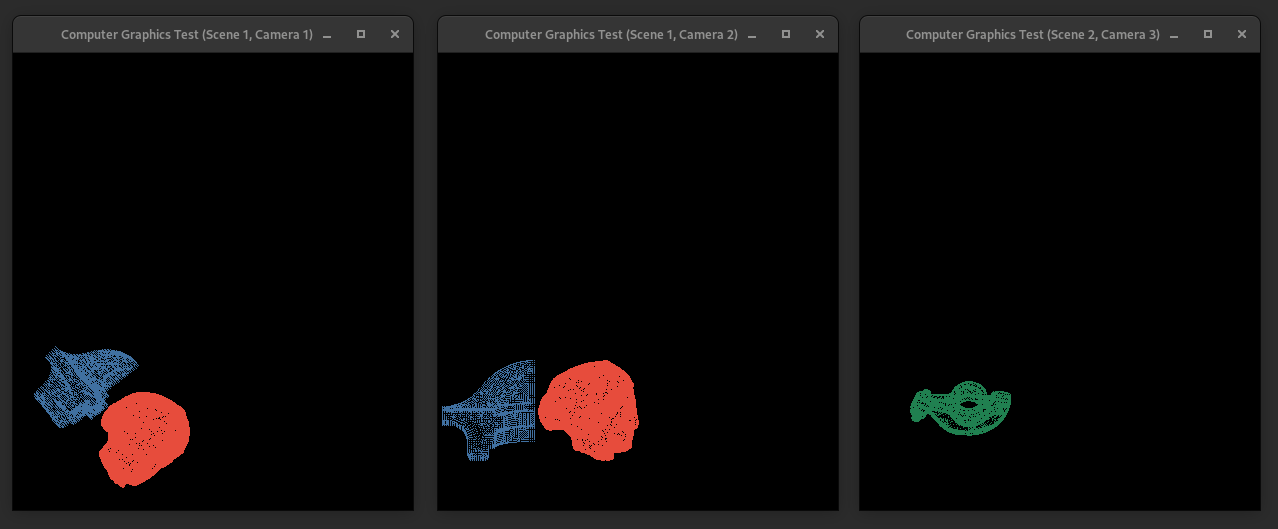 Computer Graphics Test (Scene 1, Camera 1)
Computer Graphics Test (Scene 1, Camera 2)
Computer Graphics Test (Scene 2, Camera 3)